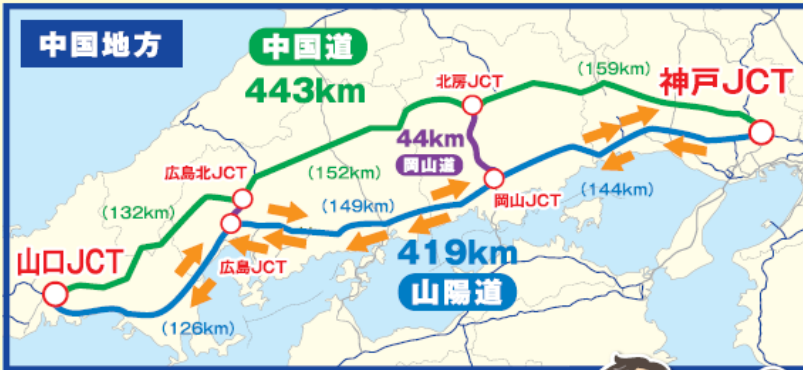 中国地方
中国道
443km
(159km)
神戸JCT
北房JCT
44km
岡山道
広島北JCT
(152km)
岡山JCT
(144km)
(132km)
(149km)
山口JCT
広島JCT
419km
山陽道
(126km)